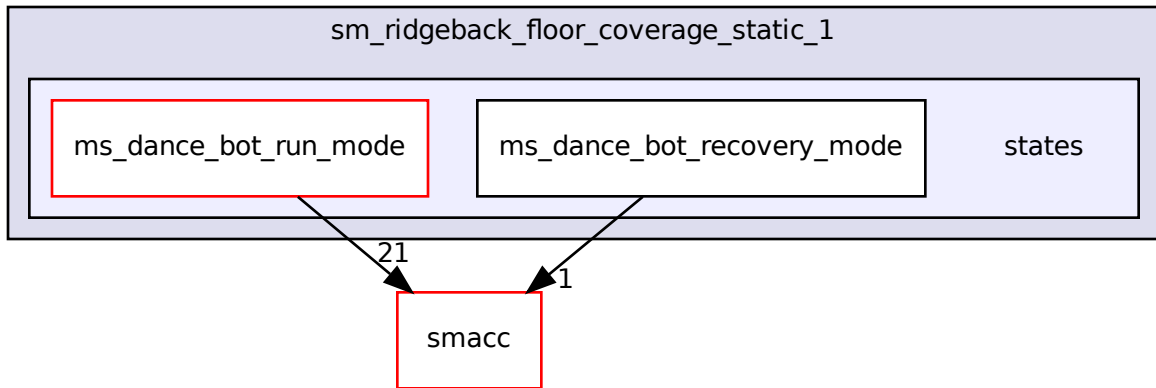 sm_ridgeback_floor_coverage_static_1
ms_dance_bot_run_mode
ms_dance_bot_recovery_mode
states
21
1
smacc